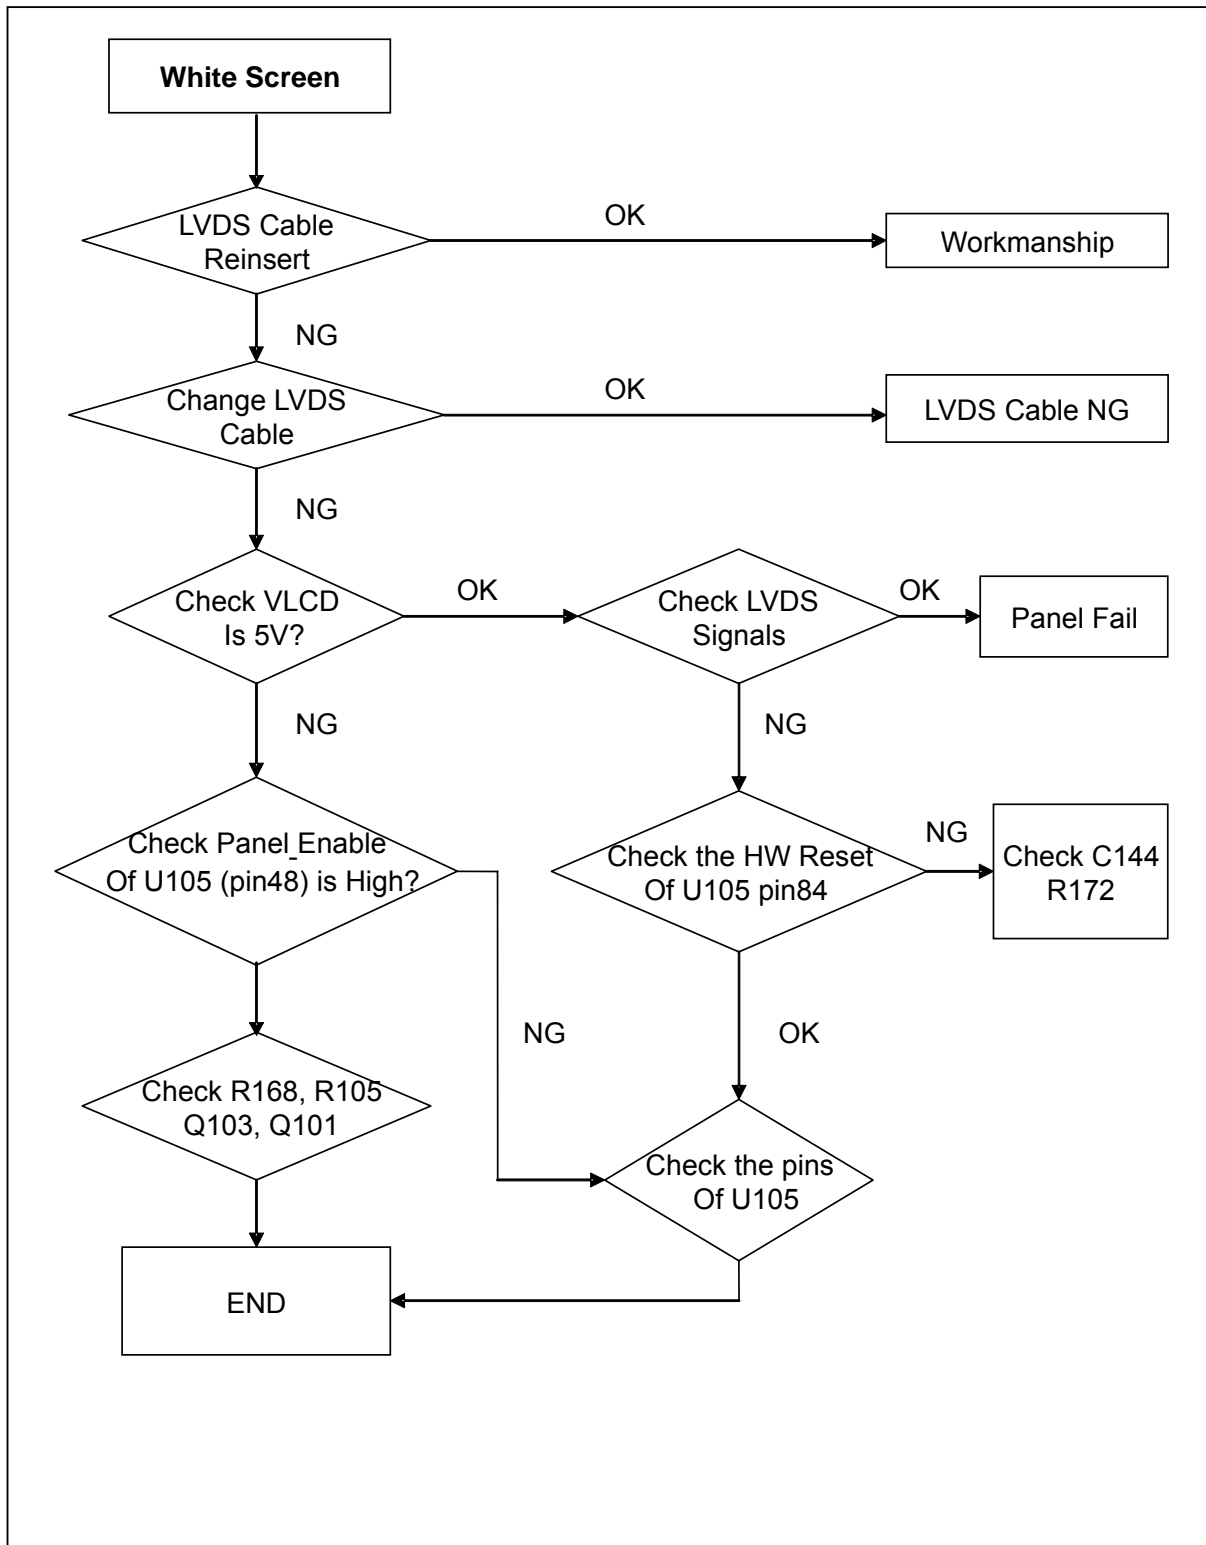 White Screen
LVDS Cable
Reinsert
OK
Workmanship
NG
Change LVDS
Cable
OK
LVDS Cable NG
NG
Check VLCD
Is 5V?
OK
Check LVDS
Signals
OK
Panel Fail
NG
NG
Check Panel_Enable
Of U105 (pin48) is High?
Check the HW Reset
Of U105 pin84
NG
Check C144
R172
NG
OK
Check R168, R105
Q103, Q101
Check the pins
Of U105
END